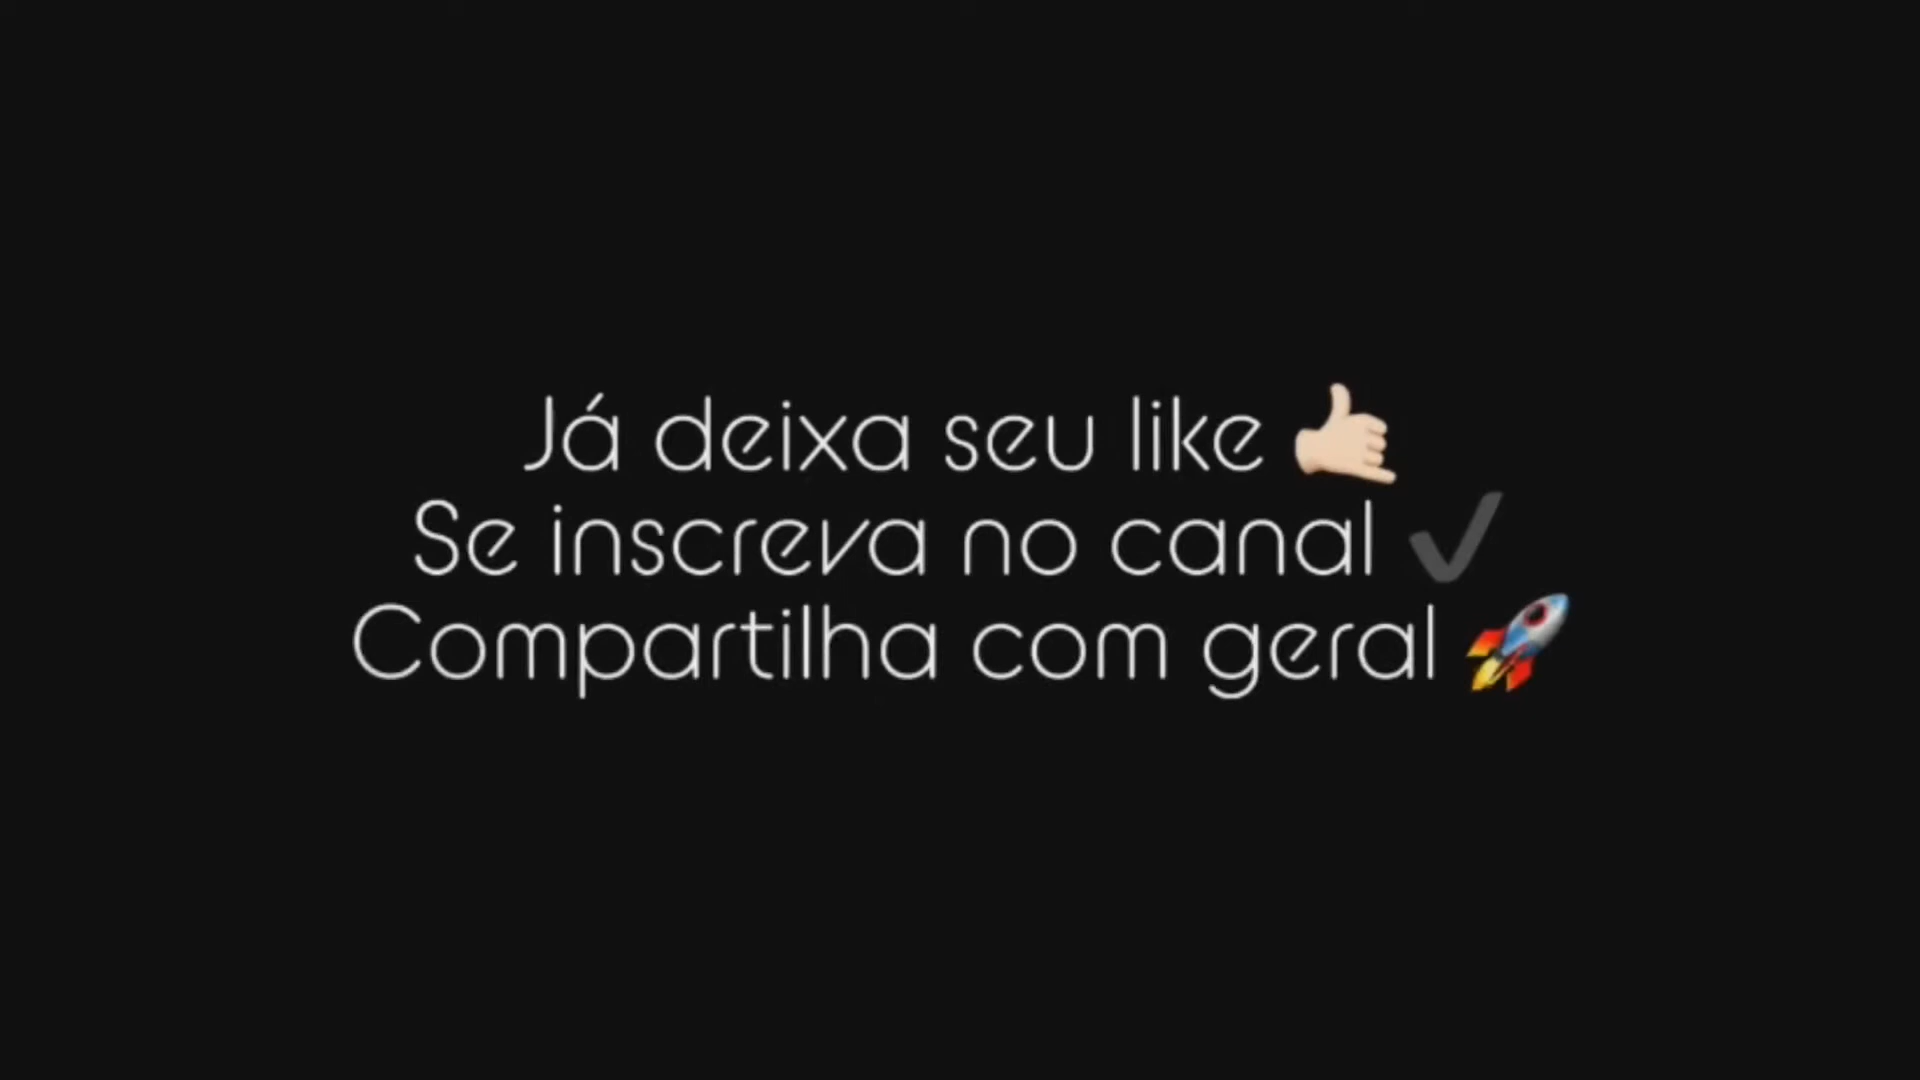 Já deixa seu like 🤙🏻
Se inscreva no canal ✔
Compartilha com geral 🚀